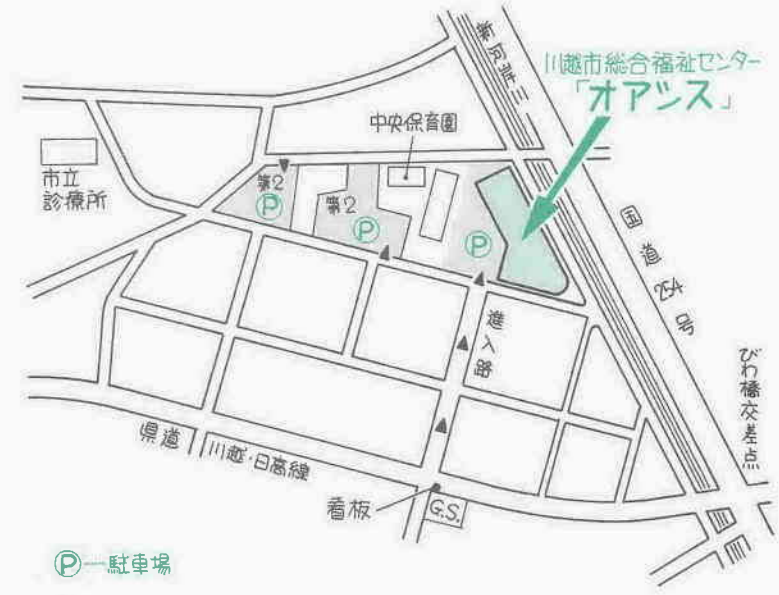 川越市総合福祉センター
「オアシス」
新河岸川
中央保育園
市立
診療所
第2
P
第2
P
P
国道254号
進入路
びわ橋交差点
県道
川越・日高線
看板
G.S.
P―駐車場